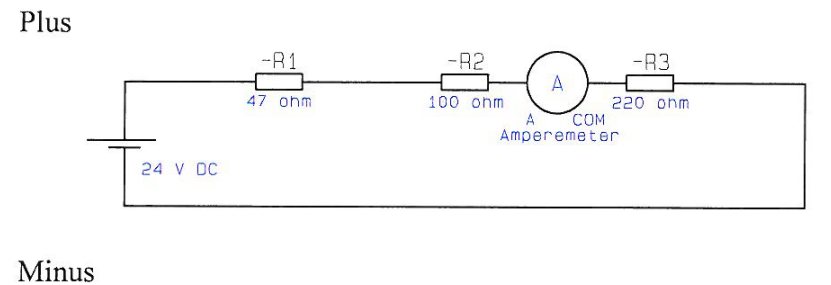 Plus
-R1
-R2
-R3
A
47 ohm
100 ohm
220 ohm
A
COM
Amperemeter
24 V DC
Minus